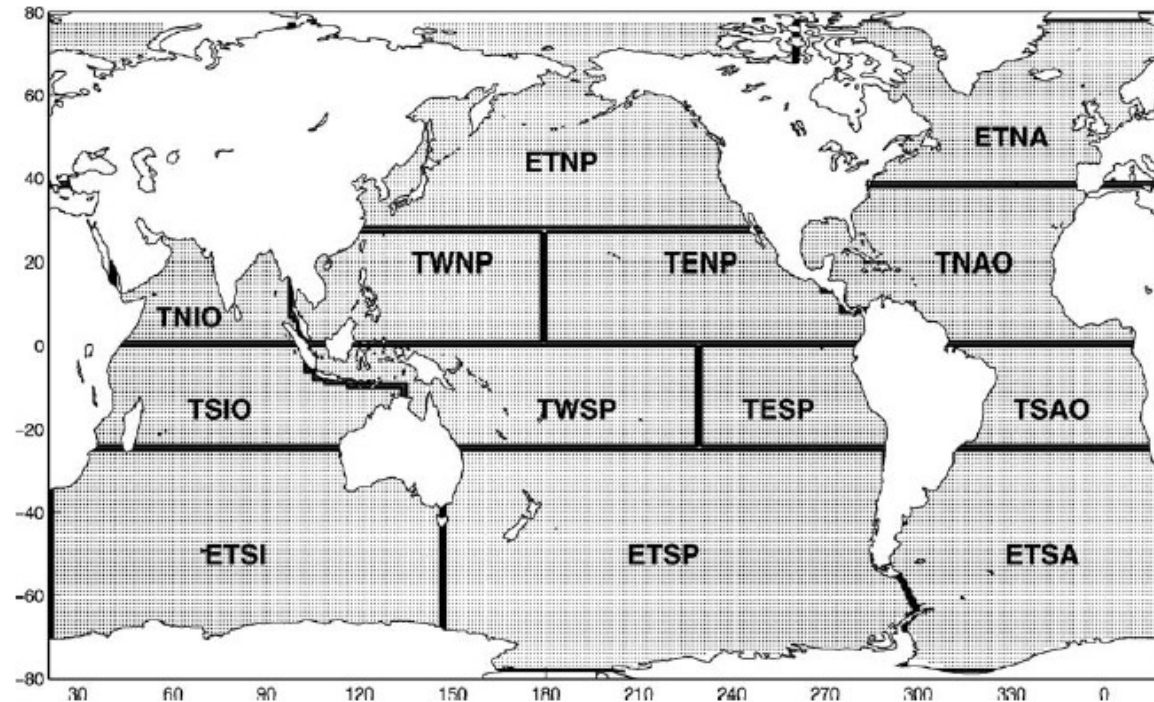 80
60
ETNA
ETNP
40
20
TWNP TENP TNAO
TNIO
0
TSIO TWSP TESP TSAO
-20
-40
ETSI ETSP ETSA
-60
-80
30 60 90 120 150 180 210 240 270 300 330 0